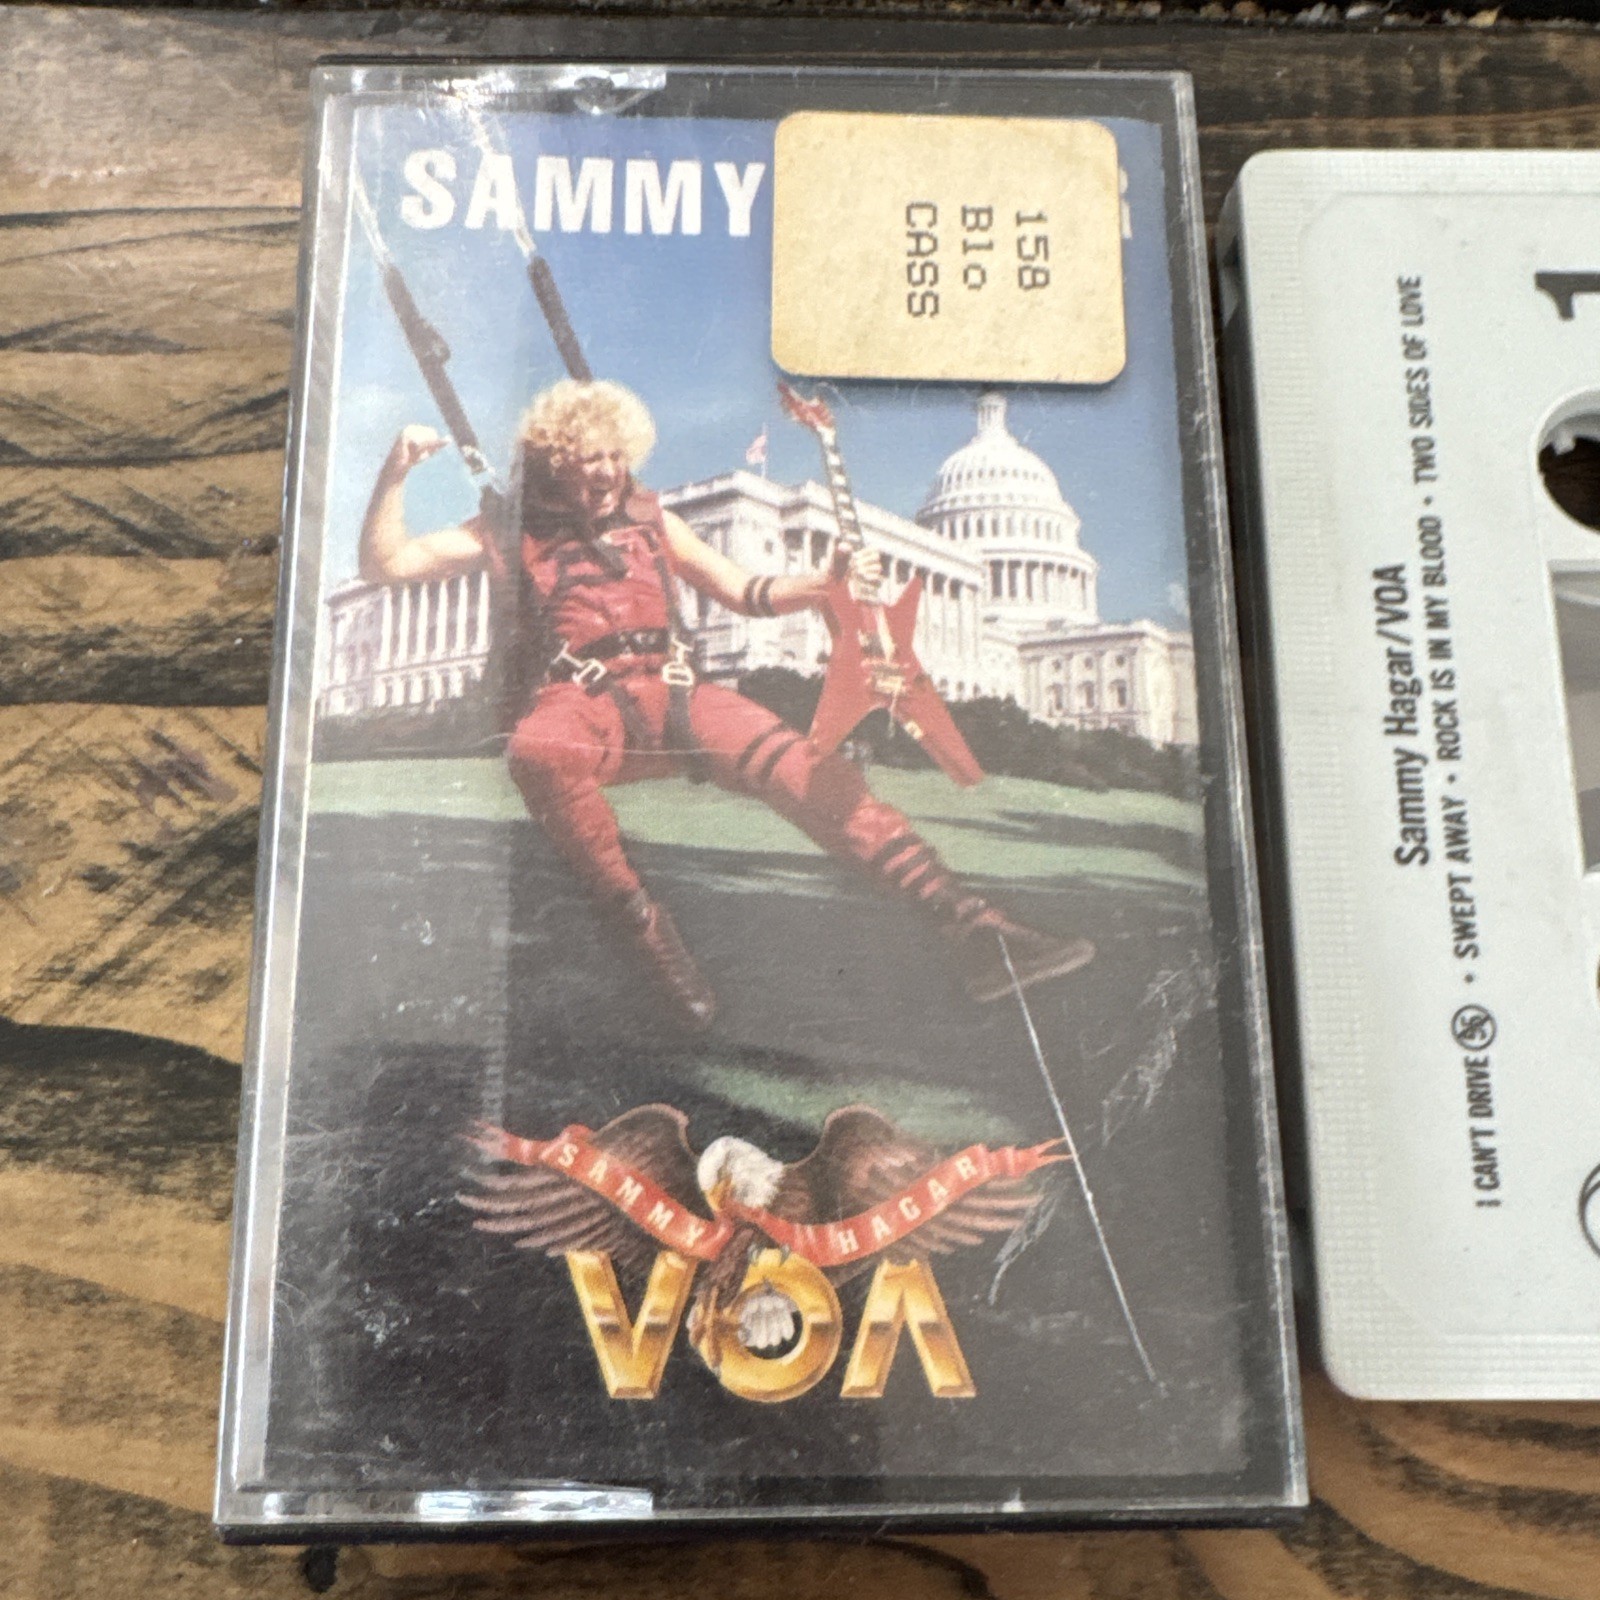 SAMMY
158
Blo
CASS
SAMMY HAGAR
VOA
1
Sammy Hagar/VOA
I CAN'T DRIVE 55 • SWEPT AWAY • ROCK IS IN MY BLOOD • TWO SIDES OF LOVE